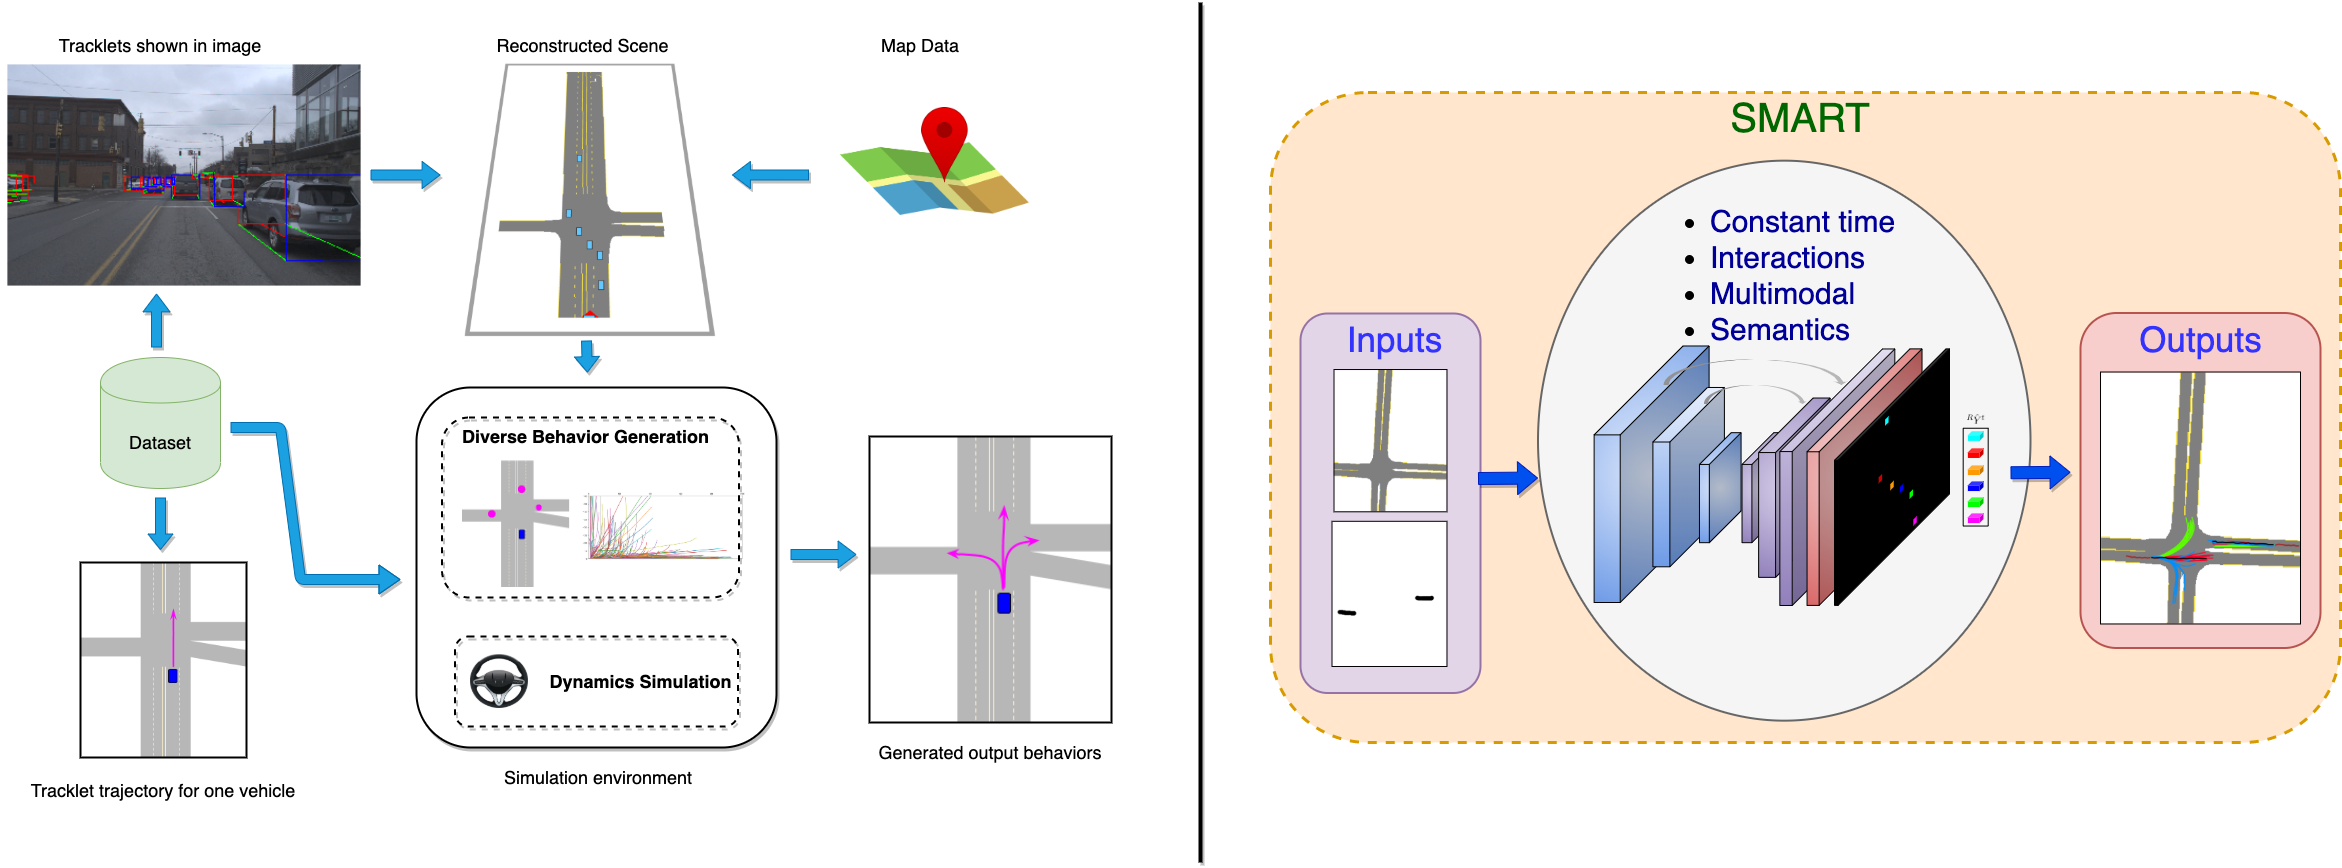 Tracklets shown in image
Reconstructed Scene
Map Data
Dataset
Diverse Behavior Generation
Dynamics Simulation
Simulation environment
Generated output behaviors
Tracklet trajectory for one vehicle
SMART
• Constant time
• Interactions
• Multimodal
• Semantics
Inputs
Outputs